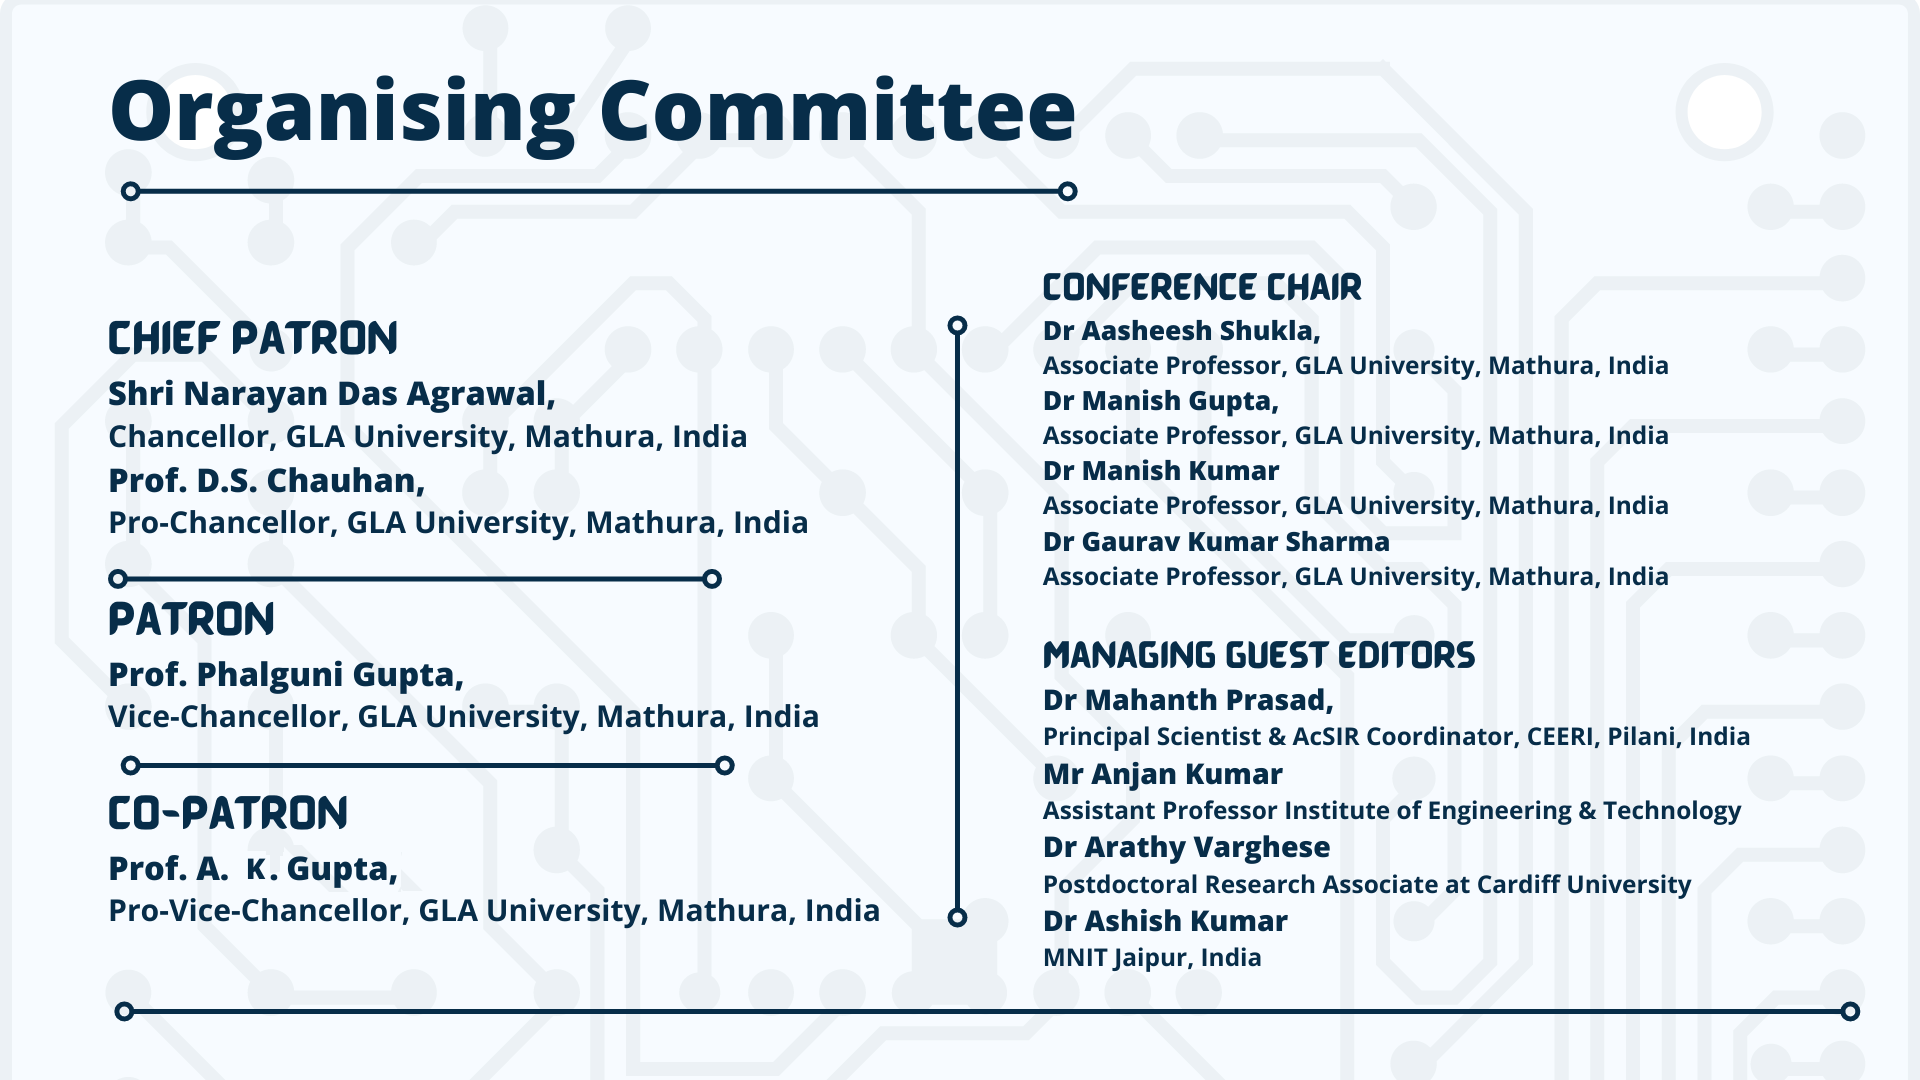 Organising Committee
CHIEF PATRON
Shri Narayan Das Agrawal,
Chancellor, GLA University, Mathura, India
Prof. D.S. Chauhan,
Pro-Chancellor, GLA University, Mathura, India
PATRON
Prof. Phalguni Gupta,
Vice-Chancellor, GLA University, Mathura, India
CO-PATRON
Prof. A. K. Gupta,
Pro-Vice-Chancellor, GLA University, Mathura, India
CONFERENCE CHAIR
Dr Aasheesh Shukla,
Associate Professor, GLA University, Mathura, India
Dr Manish Gupta,
Associate Professor, GLA University, Mathura, India
Dr Manish Kumar
Associate Professor, GLA University, Mathura, India
Dr Gaurav Kumar Sharma
Associate Professor, GLA University, Mathura, India
MANAGING GUEST EDITORS
Dr Mahanth Prasad,
Principal Scientist & AcSIR Coordinator, CEERI, Pilani, India
Mr Anjan Kumar
Assistant Professor Institute of Engineering & Technology
Dr Arathy Varghese
Postdoctoral Research Associate at Cardiff University
Dr Ashish Kumar
MNIT Jaipur, India